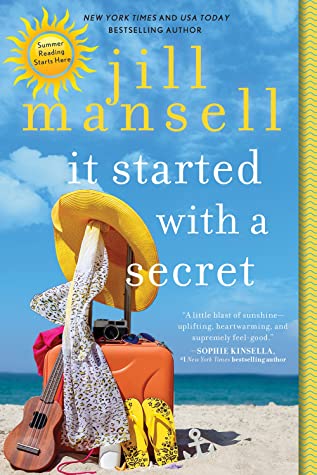 NEW YORK TIMES AND USA TODAY
BESTSELLING AUTHOR
Summer
Reading
Starts Here
jill
mansell
it started
with a
secret
"A little blast of sunshine—
uplifting, heartwarming, and
supremely feel-good."
—SOPHIE KINSELLA,
#1 New York Times bestselling author